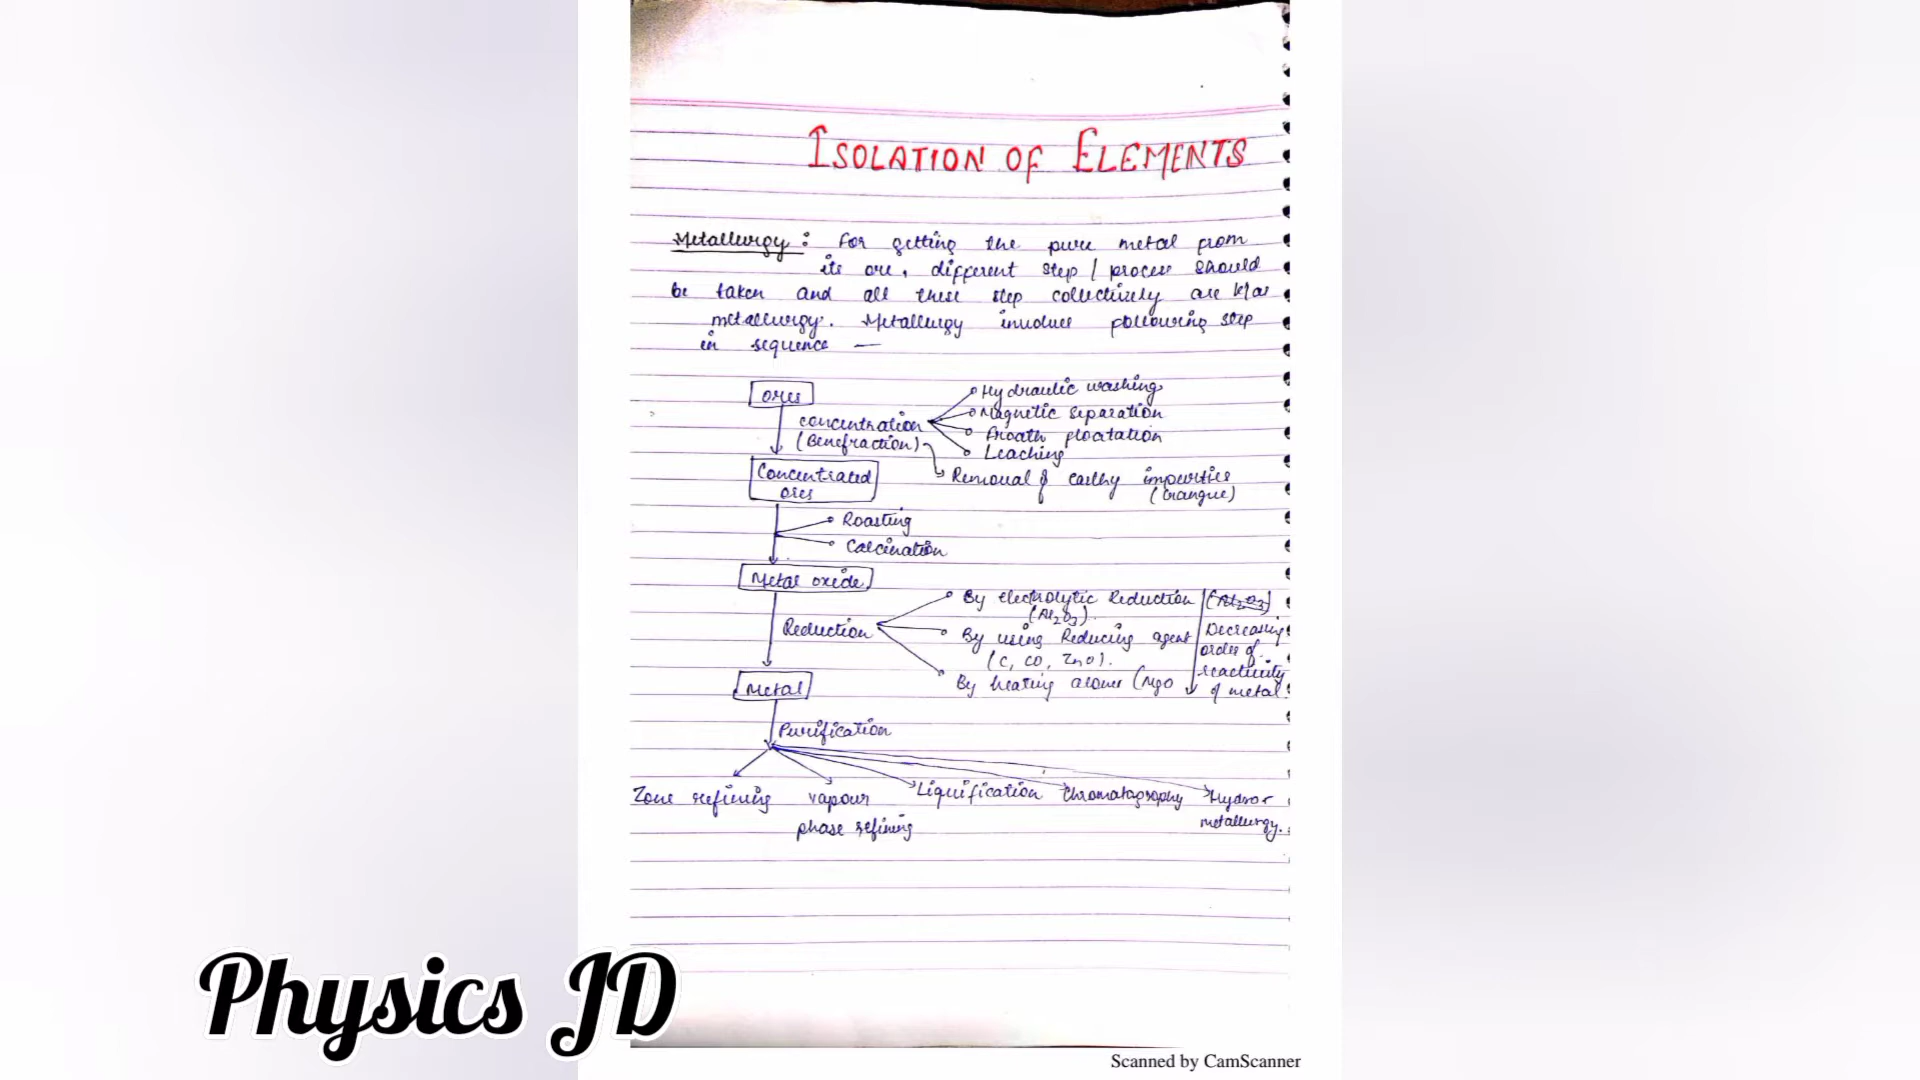 ISOLATION OF ELEMENTS
Metallurgy : For getting the pure metal from
its ore, different step / process should
be taken and all these step collectively are k/as
metallurgy. Metallurgy involues following step
in sequence —
Ores
Concentration
(Benefraction)
Hydraulic washing
Magnetic separation
Froath floatation
Leaching
Removal of earthy impurties
(Gangue)
Concentrated
ores
Roasting
Calcination
Metal oxide
Reduction
By electrolytic Reduction (Al2O3)
(Al2O3).
By using Reducing agent
(C, CO, ZnO).
By heating alone (MgO
Decreasing
order of
reactivity
of metal.
Metal
Purification
Zone refining
vapour
phase refining
Liquification
Chromatography
Hydro-
metallurgy.
Physics JD
Scanned by CamScanner